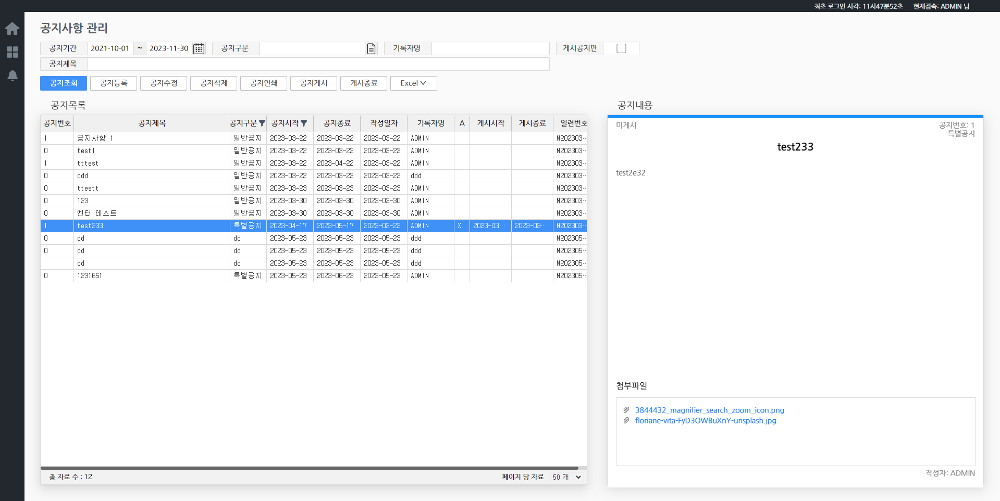 최초 로그인 시각: 11시47분52초 현재접속: ADMIN 님
공지사항 관리
공지기간 2021-10-01 ~ 2023-11-30 공지구분 기록자명 게시공지만
공지제목
공지조회 공지등록 공지수정 공지삭제 공지인쇄 공지게시 게시종료 Excel
공지목록
공지번호 공지제목 공지구분 공지시작 공지종료 작성일자 기록자명 A 게시시작 게시종료 일련번호
1 공지사항 1 일반공지 2023-03-22 2023-03-22 2023-03-22 ADMIN N202303…
0 test1 일반공지 2023-03-22 2023-03-22 2023-03-22 ADMIN N202303…
1 tttest 일반공지 2023-03-22 2023-04-22 2023-03-22 ADMIN N202303…
0 ddd 일반공지 2023-03-22 2023-03-22 2023-03-22 ddd N202303…
0 ttestt 일반공지 2023-03-23 2023-03-23 2023-03-23 ADMIN N202303…
0 123 일반공지 2023-03-30 2023-03-30 2023-03-30 ADMIN N202303…
0 엔터 테스트 일반공지 2023-03-30 2023-03-30 2023-03-30 ADMIN N202303…
1 test233 특별공지 2023-04-17 2023-05-17 2023-03-22 ADMIN X 2023-03… 2023-03… N202303…
0 dd dd 2023-05-23 2023-05-23 2023-05-23 ddd N202305…
0 dd dd 2023-05-23 2023-05-23 2023-05-23 ddd N202305…
dd dd 2023-05-23 2023-05-23 2023-05-23 ddd N202305…
0 1231651 특별공지 2023-05-23 2023-06-23 2023-05-23 ADMIN N202305…
총 자료 수 : 12 페이지 당 자료 50 개
공지내용
미게시 공지번호: 1
특별공지
test233
test2e32
첨부파일
3844432_magnifier_search_zoom_icon.png
floriane-vita-FyD3OWBuXnY-unsplash.jpg
작성자: ADMIN